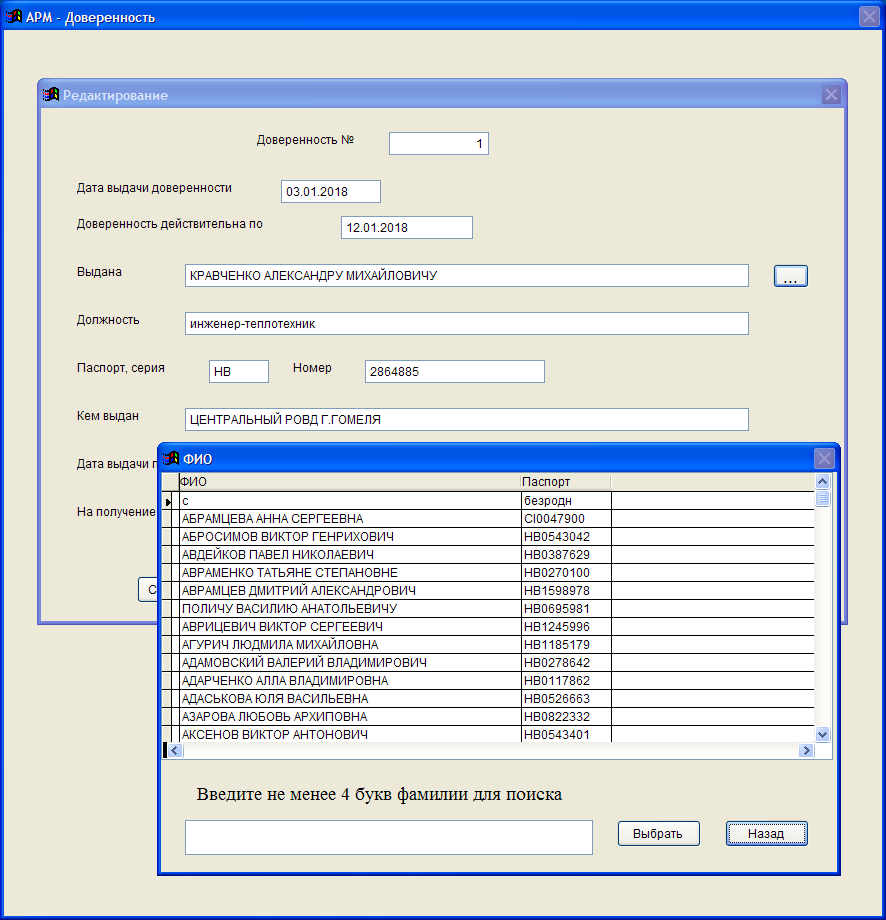 АРМ - Доверенность
Редактирование
Доверенность № 1
Дата выдачи доверенности 03.01.2018
Доверенность действительна по 12.01.2018
Выдана КРАВЧЕНКО АЛЕКСАНДРУ МИХАЙЛОВИЧУ ...
Должность инженер-теплотехник
Паспорт, серия НВ Номер 2864885
Кем выдан ЦЕНТРАЛЬНЫЙ РОВД Г.ГОМЕЛЯ
Дата выдачи п
На получение
С
ФИО
ФИО Паспорт
с безродн
АБРАМЦЕВА АННА СЕРГЕЕВНА CI0047900
АБРОСИМОВ ВИКТОР ГЕНРИХОВИЧ НВ0543042
АВДЕЙКОВ ПАВЕЛ НИКОЛАЕВИЧ НВ0387629
АВРАМЕНКО ТАТЬЯНЕ СТЕПАНОВНЕ НВ0270100
АВРАМЦЕВ ДМИТРИЙ АЛЕКСАНДРОВИЧ НВ1598978
ПОЛИЧУ ВАСИЛИЮ АНАТОЛЬЕВИЧУ НВ0695981
АВРИЦЕВИЧ ВИКТОР СЕРГЕЕВИЧ НВ1245996
АГУРИЧ ЛЮДМИЛА МИХАЙЛОВНА НВ1185179
АДАМОВСКИЙ ВАЛЕРИЙ ВЛАДИМИРОВИЧ НВ0278642
АДАРЧЕНКО АЛЛА ВЛАДИМИРОВНА НВ0117862
АДАСЬКОВА ЮЛЯ ВАСИЛЬЕВНА НВ0526663
АЗАРОВА ЛЮБОВЬ АРХИПОВНА НВ0822332
АКСЕНОВ ВИКТОР АНТОНОВИЧ НВ0543401
Введите не менее 4 букв фамилии для поиска
Выбрать Назад